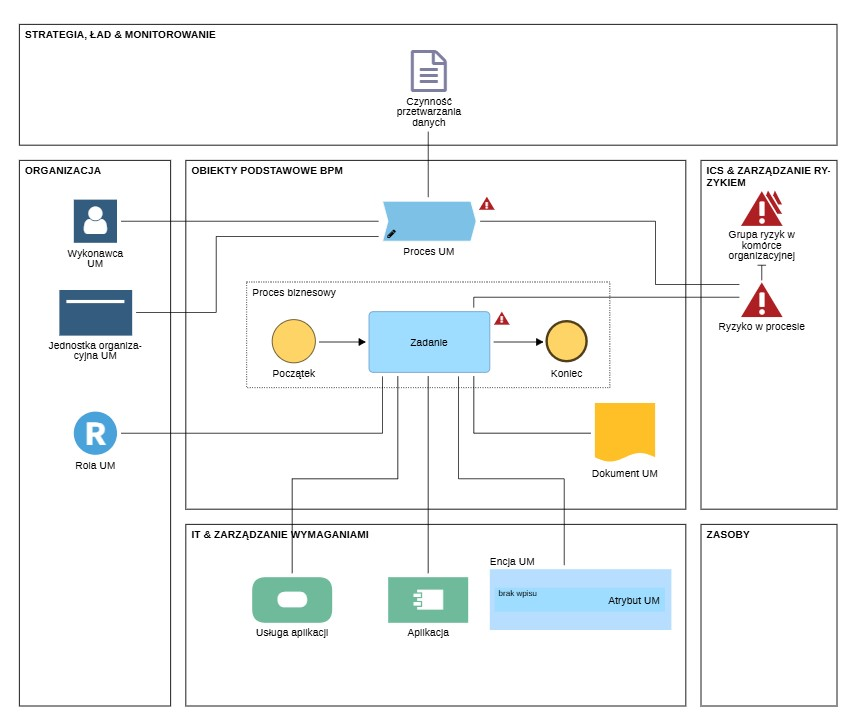 STRATEGIA, ŁAD & MONITOROWANIE
Czynność
przetwarzania
danych
ORGANIZACJA
Wykonawca
UM
Jednostka organiza-
cyjna UM
R
Rola UM
OBIEKTY PODSTAWOWE BPM
Proces UM
Proces biznesowy
Początek
Zadanie
Koniec
Dokument UM
ICS & ZARZĄDZANIE RY-
ZYKIEM
Grupa ryzyk w
komórce
organizacyjnej
Ryzyko w procesie
IT & ZARZĄDZANIE WYMAGANIAMI
Usługa aplikacji
Aplikacja
Encja UM
brak wpisu
Atrybut UM
ZASOBY